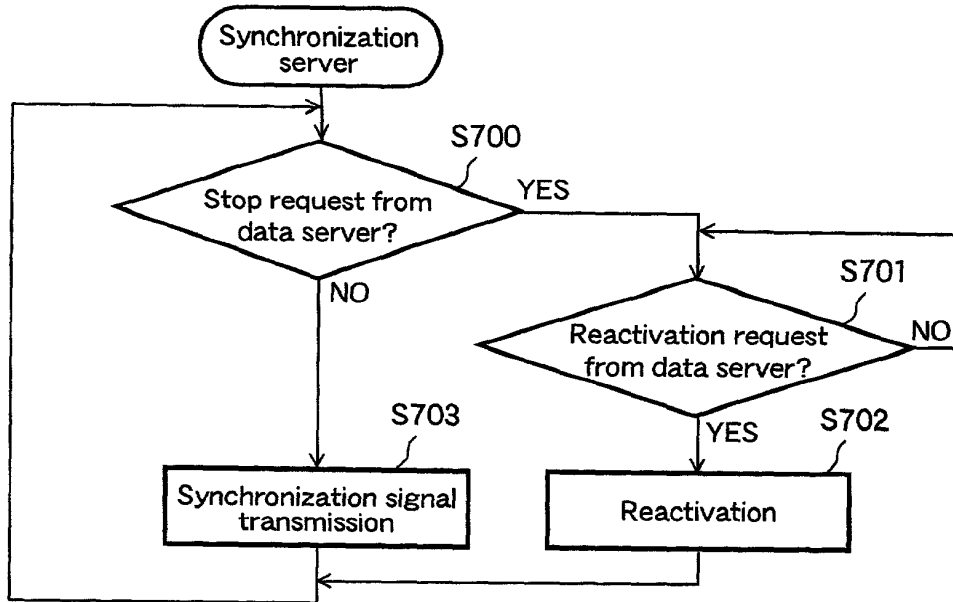 Synchronization
server
S700
Stop request from
data server?
YES
NO
S701
Reactivation request
from data server?
NO
YES
S703
Synchronization signal
transmission
S702
Reactivation